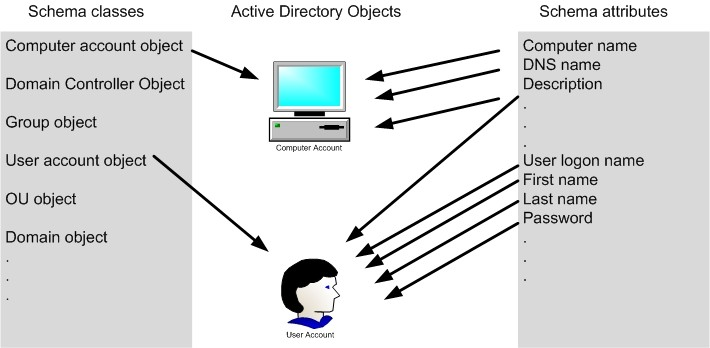 Schema classes
Active Directory Objects
Schema attributes
Computer account object
Domain Controller Object
Group object
User account object
OU object
Domain object
.
.
.
Computer Account
User Account
Computer name
DNS name
Description
.
.
.
User logon name
First name
Last name
Password
.
.
.